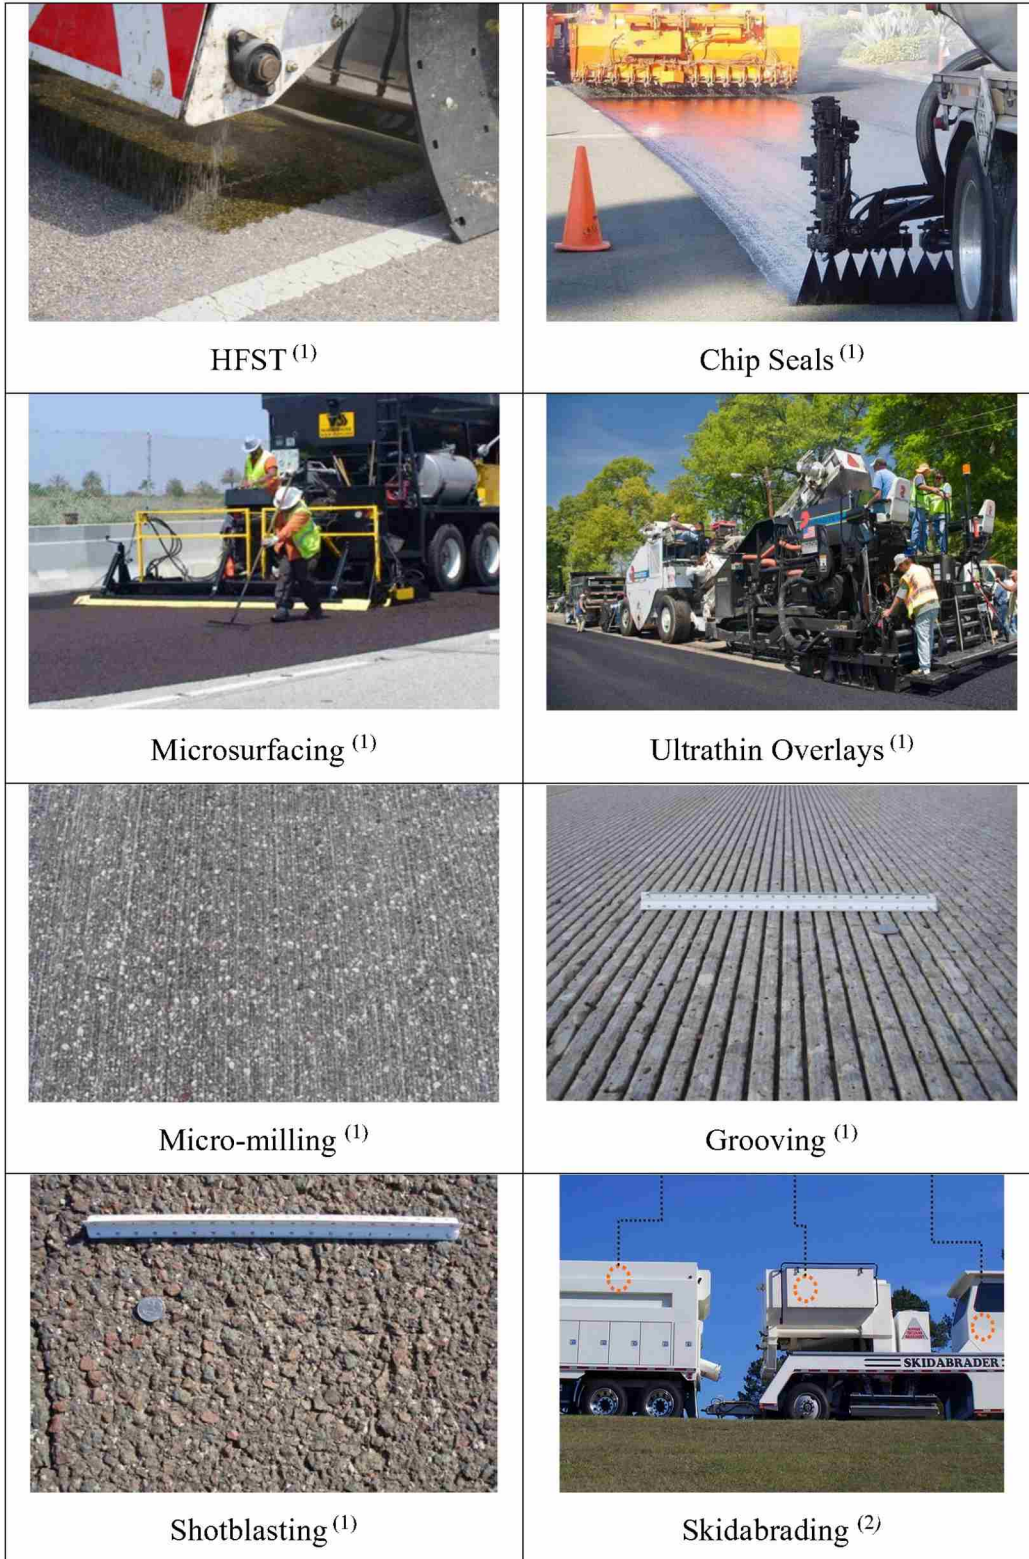 HFST (1)
Chip Seals (1)
Microsurfacing (1)
Ultrathin Overlays (1)
Micro-milling (1)
Grooving (1)
SKIDABRADER
Shotblasting (1)
Skidabrading (2)